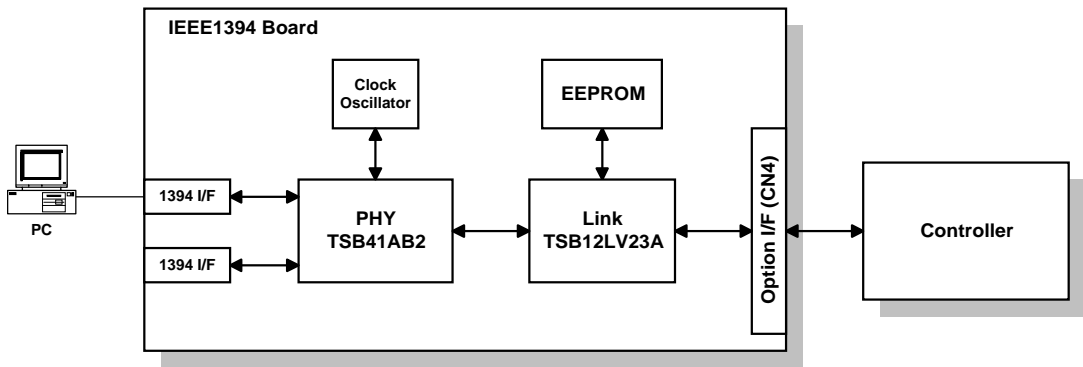 IEEE1394 Board
Clock
Oscillator
EEPROM
PC
1394 I/F
1394 I/F
PHY
TSB41AB2
Link
TSB12LV23A
Option I/F (CN4)
Controller